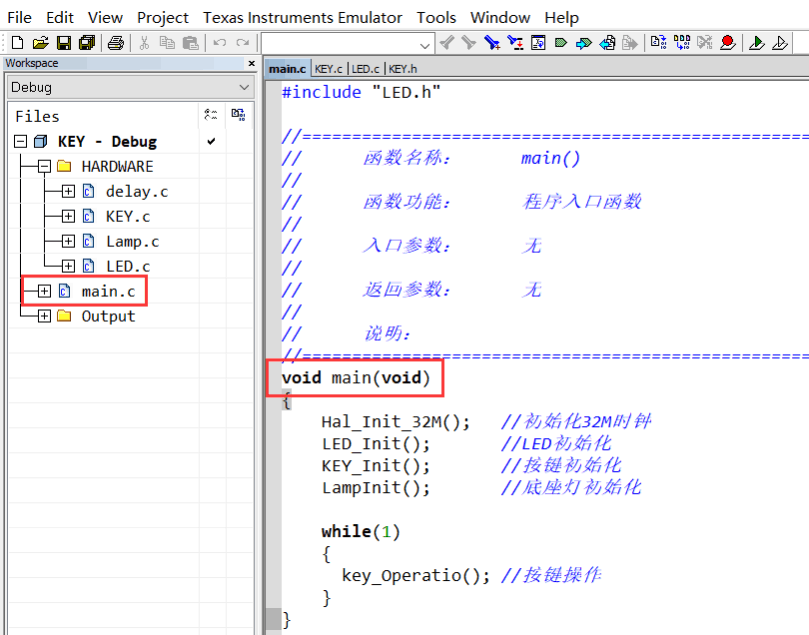 File Edit View Project Texas Instruments Emulator Tools Window Help
Workspace ×
Debug
Files
KEY - Debug
HARDWARE
delay.c
KEY.c
Lamp.c
LED.c
main.c
Output
main.c KEY.c | LED.c | KEY.h
#include "LED.h"
//===================================================
// 函数名称: main()
//
// 函数功能: 程序入口函数
//
// 入口参数: 无
//
// 返回参数: 无
//
// 说明:
//===================================================
void main(void)
{
Hal_Init_32M(); //初始化32M时钟
LED_Init(); //LED初始化
KEY_Init(); //按键初始化
LampInit(); //底座灯初始化
while(1)
{
key_Operatio(); //按键操作
}
}